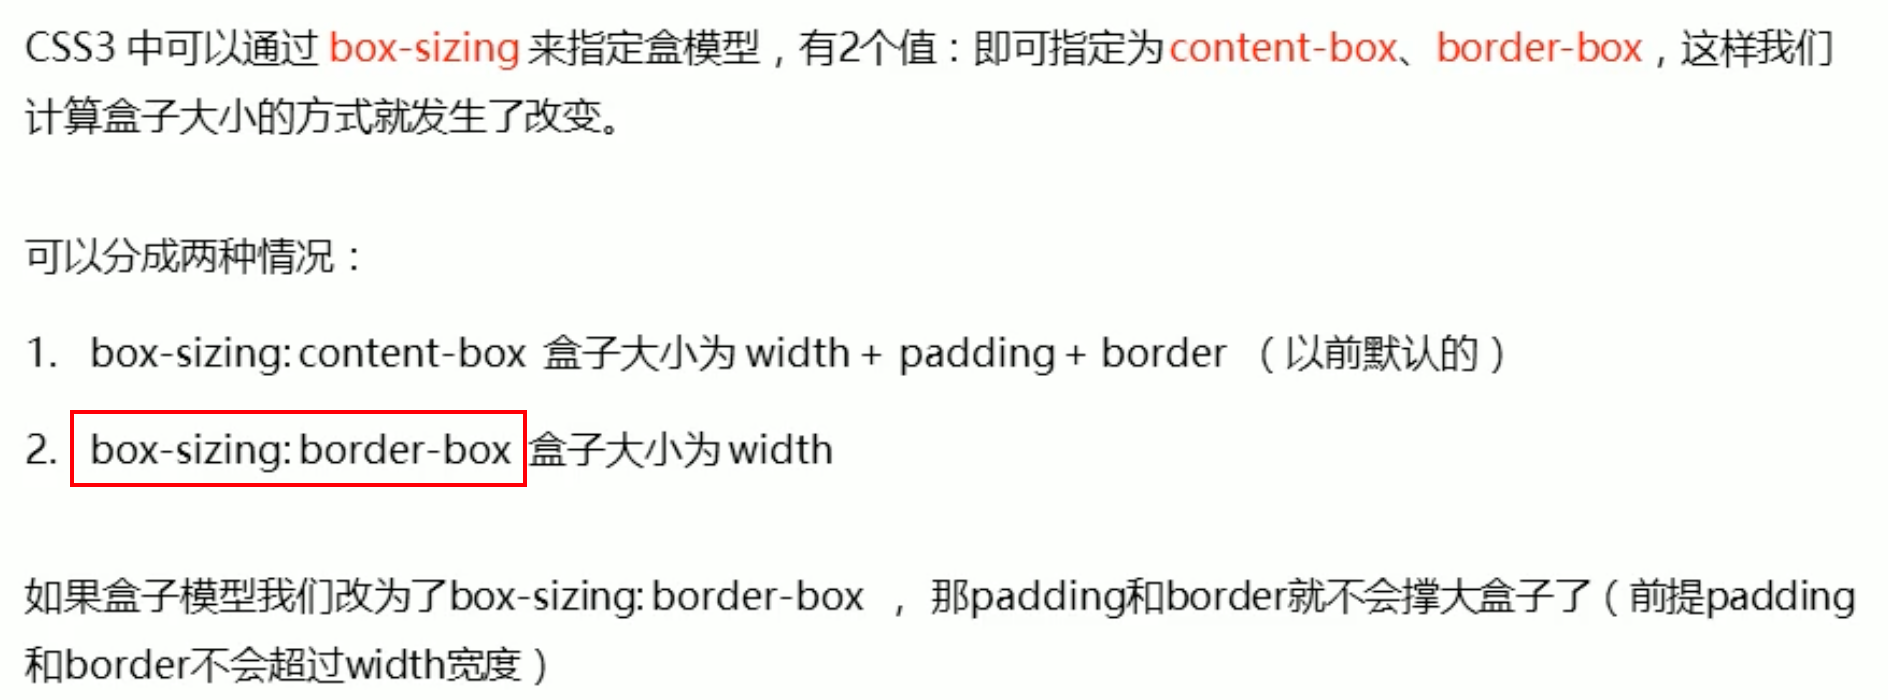 CSS3 中可以通过 box-sizing 来指定盒模型，有2个值：即可指定为content-box、border-box，这样我们
计算盒子大小的方式就发生了改变。
可以分成两种情况：
1. box-sizing: content-box 盒子大小为 width + padding + border （以前默认的）
2. box-sizing: border-box 盒子大小为 width
如果盒子模型我们改为了box-sizing: border-box ， 那padding和border就不会撑大盒子了（前提padding
和border不会超过width宽度）